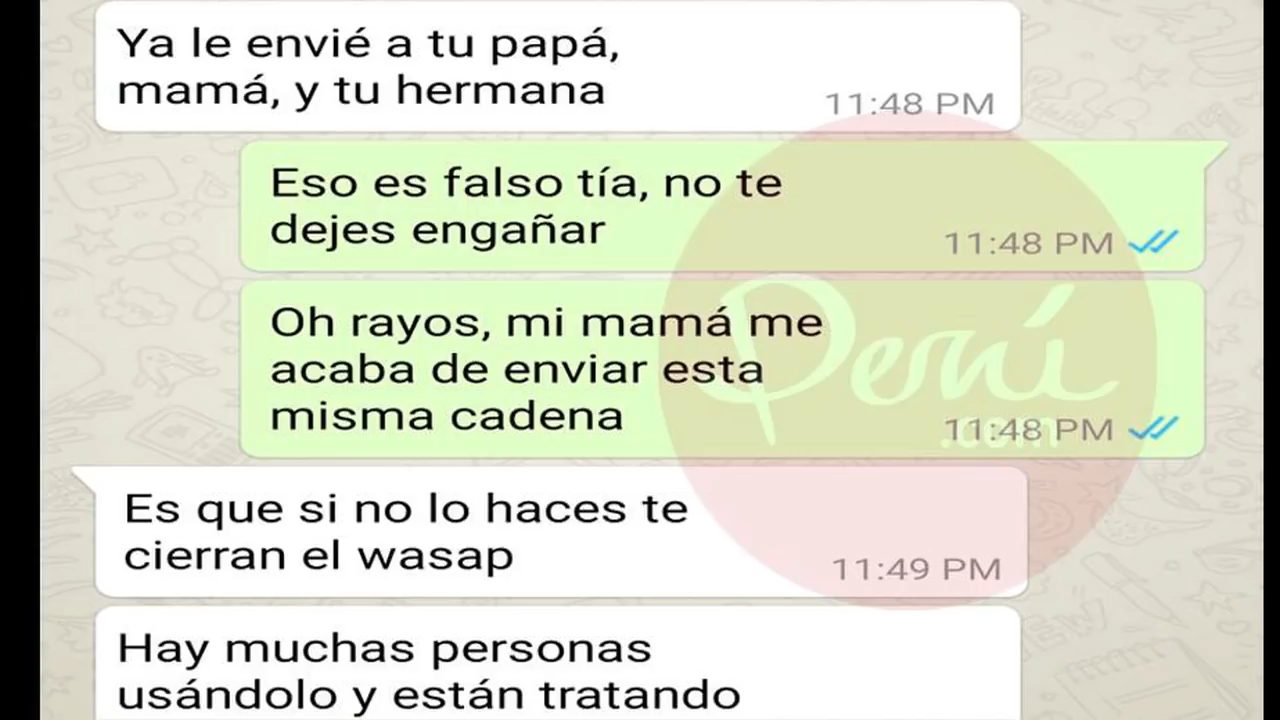 Ya le envié a tu papá,
mamá, y tu hermana
11:48 PM
Eso es falso tía, no te
dejes engañar
11:48 PM
Oh rayos, mi mamá me
acaba de enviar esta
misma cadena
11:48 PM
Perú
.com
Es que si no lo haces te
cierran el wasap
11:49 PM
Hay muchas personas
usándolo y están tratando